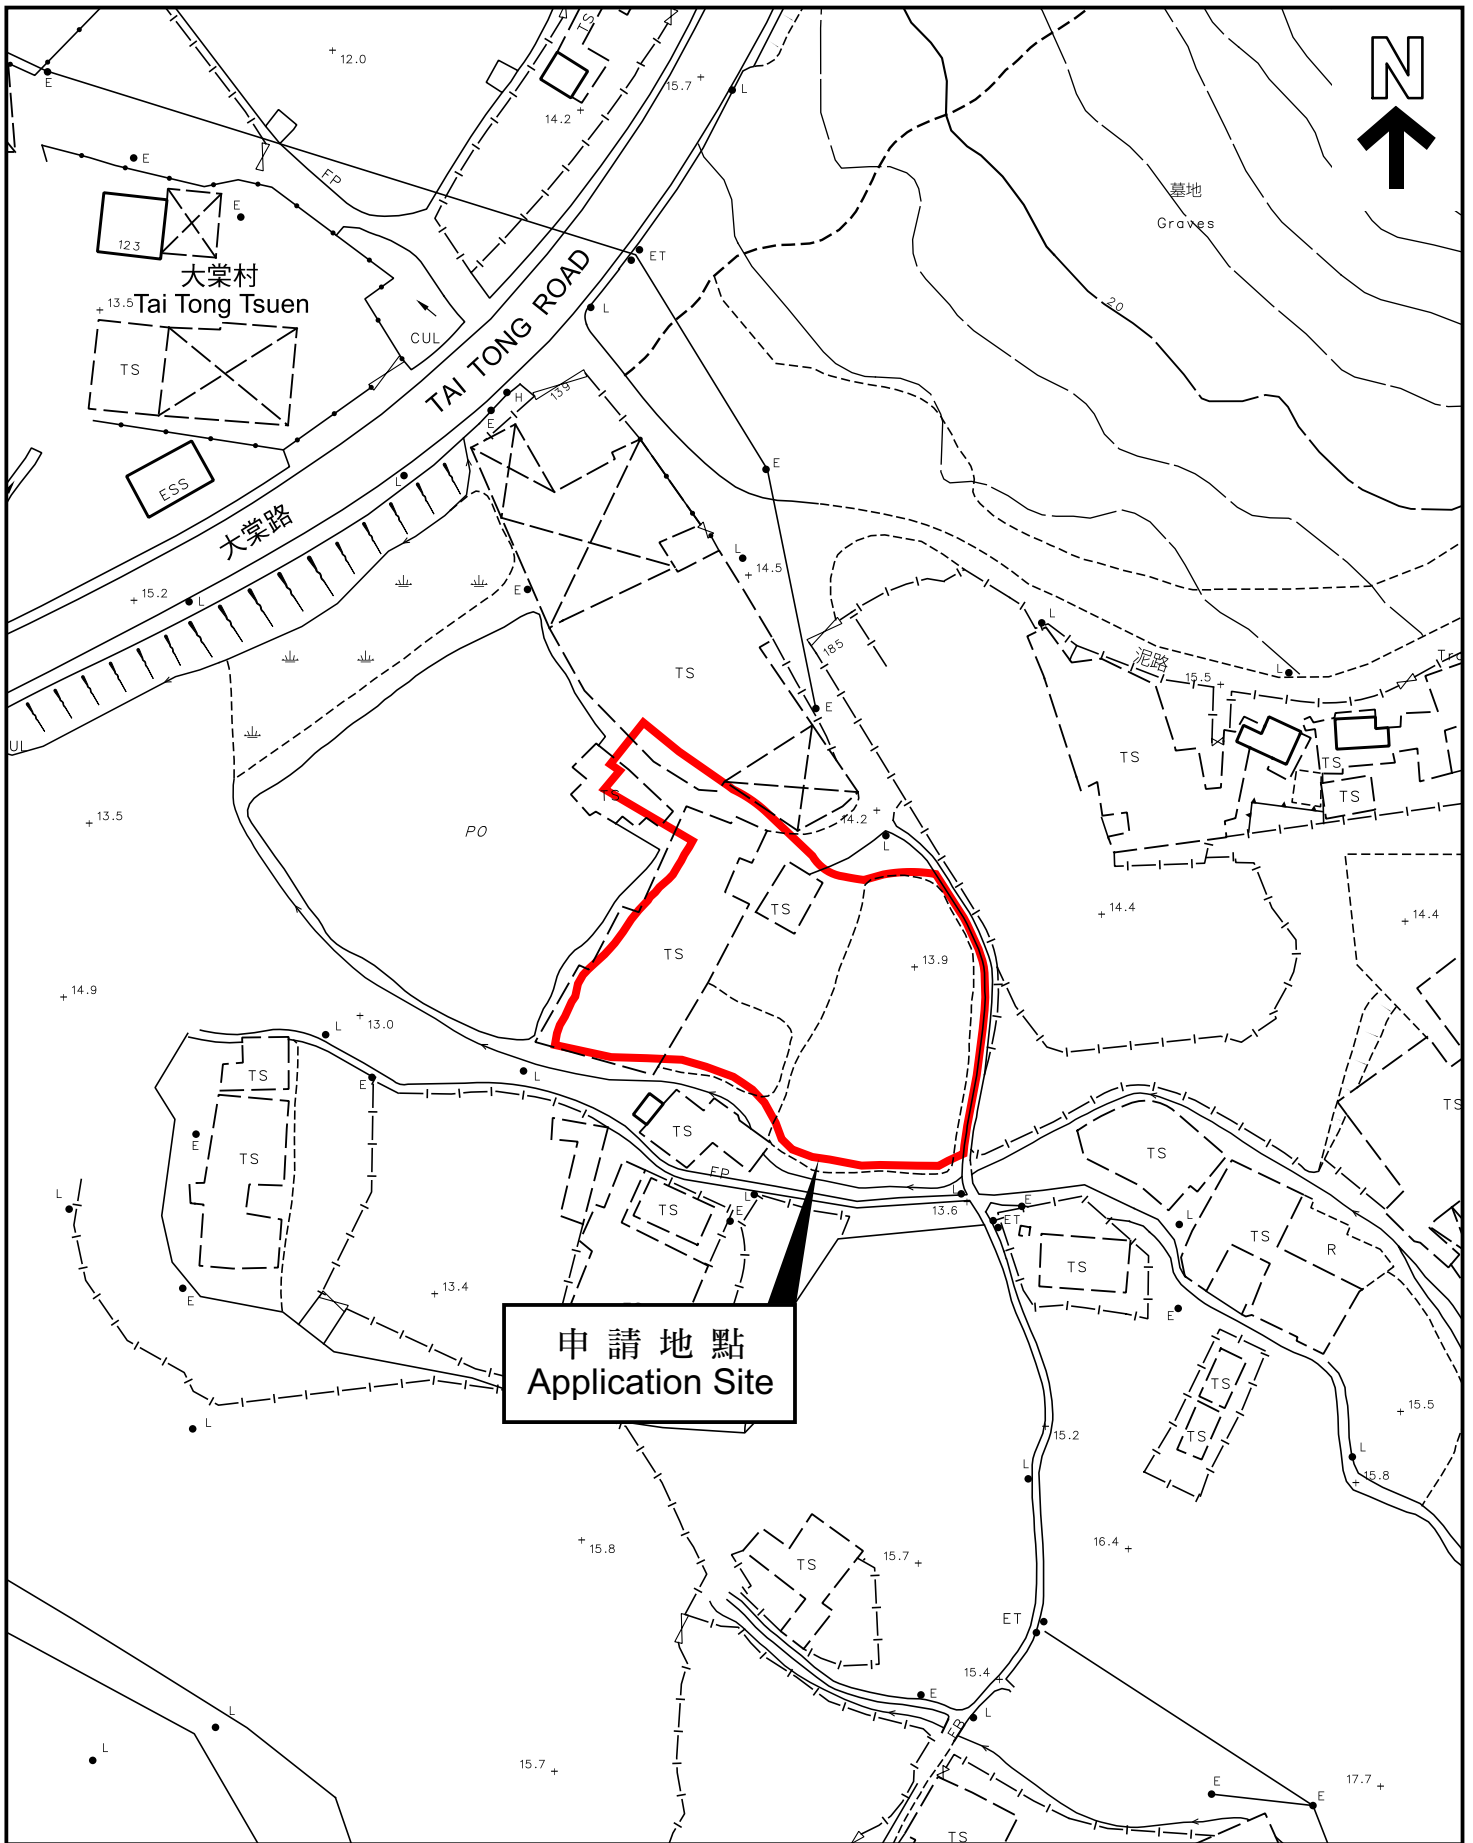 TS
12.0
15.7
L
N
E
14.2
E
FP
墓地
Graves
E
123
ET
大棠村
Tai Tong Tsuen
13.5
20
L
CUL
TAI TONG ROAD
TS
139
H
E
E
L
ESS
大棠路
L
14.5
15.2
L
E
L
185
泥路
TS
15.5
L
E
UL
TS
TS
TS
TS
14.2
13.5
PO
L
TS
14.4
14.4
TS
13.9
14.9
13.0
L
L
TS
E
TS
TS
E
TS
TS
FP
L
L
TS
E
13.6
E
ET
L
TS
R
TS
E
13.4
E
申請地點
Application Site
TS
L
15.5
TS
15.2
L
L
15.8
15.8
TS
15.7
16.4
ET
15.4
E
L
L
FB
L
15.7
E
E
17.7
TS